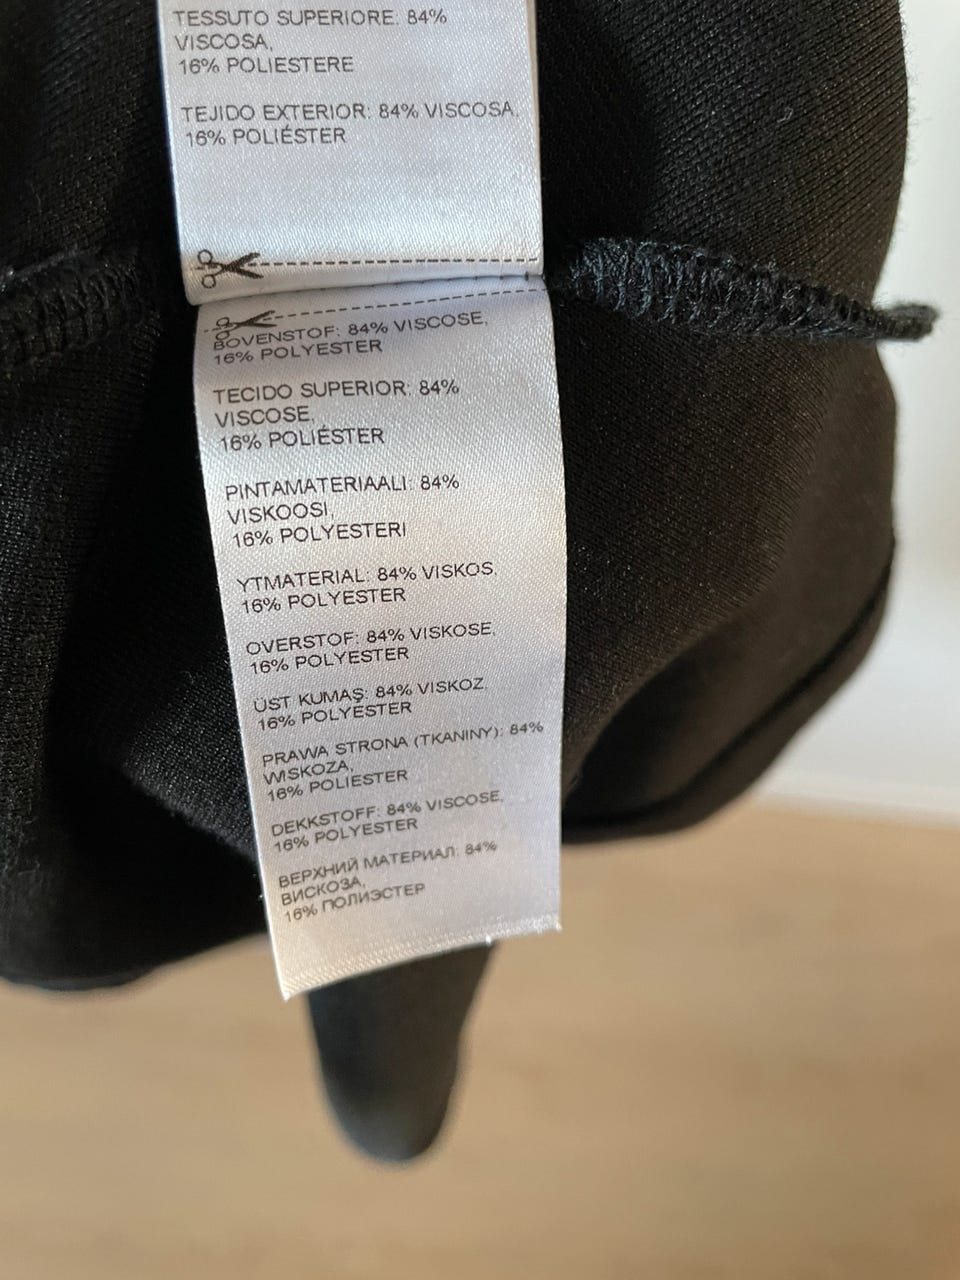 TESSUTO SUPERIORE: 84%
VISCOSA,
16% POLIESTERE
TEJIDO EXTERIOR: 84% VISCOSA,
16% POLIÉSTER
BOVENSTOF: 84% VISCOSE,
16% POLYESTER
TECIDO SUPERIOR: 84%
VISCOSE,
16% POLIÉSTER
PINTAMATERIAALI: 84%
VISKOOSI,
16% POLYESTERI
YTMATERIAL: 84% VISKOS,
16% POLYESTER
OVERSTOF: 84% VISKOSE,
16% POLYESTER
ÜST KUMAŞ: 84% VISKOZ,
16% POLYESTER
PRAWA STRONA (TKANINY): 84%
WISKOZA,
16% POLIESTER
DEKKSTOFF: 84% VISCOSE,
16% POLYESTER
ВЕРХНИЙ МАТЕРИАЛ: 84%
ВИСКОЗА,
16% ПОЛИЭСТЕР